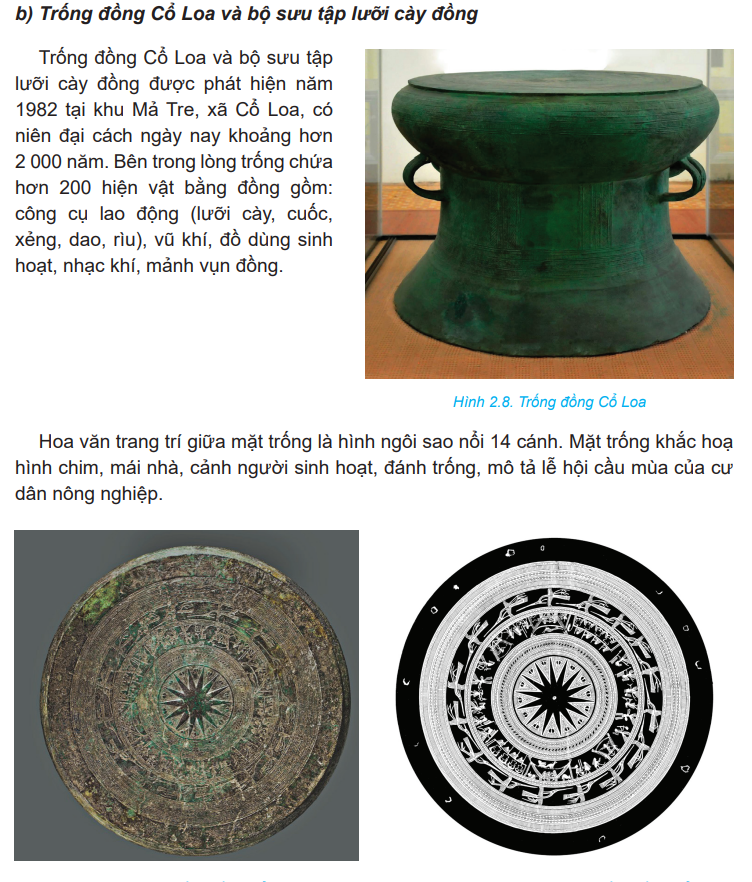 b) Trống đồng Cổ Loa và bộ sưu tập lưỡi cày đồng
Trống đồng Cổ Loa và bộ sưu tập
lưỡi cày đồng được phát hiện năm
1982 tại khu Mả Tre, xã Cổ Loa, có
niên đại cách ngày nay khoảng hơn
2 000 năm. Bên trong lòng trống chứa
hơn 200 hiện vật bằng đồng gồm:
công cụ lao động (lưỡi cày, cuốc,
xẻng, dao, rìu), vũ khí, đồ dùng sinh
hoạt, nhạc khí, mảnh vụn đồng.
Hình 2.8. Trống đồng Cổ Loa
Hoa văn trang trí giữa mặt trống là hình ngôi sao nổi 14 cánh. Mặt trống khắc hoạ
hình chim, mái nhà, cảnh người sinh hoạt, đánh trống, mô tả lễ hội cầu mùa của cư
dân nông nghiệp.